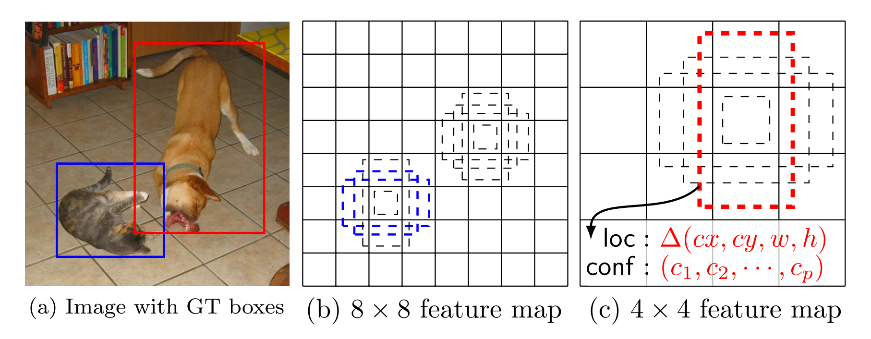 loc : Δ(cx, cy, w, h)
conf : (c₁, c₂, ⋯, cₚ)
(a) Image with GT boxes
(b) 8 × 8 feature map
(c) 4 × 4 feature map